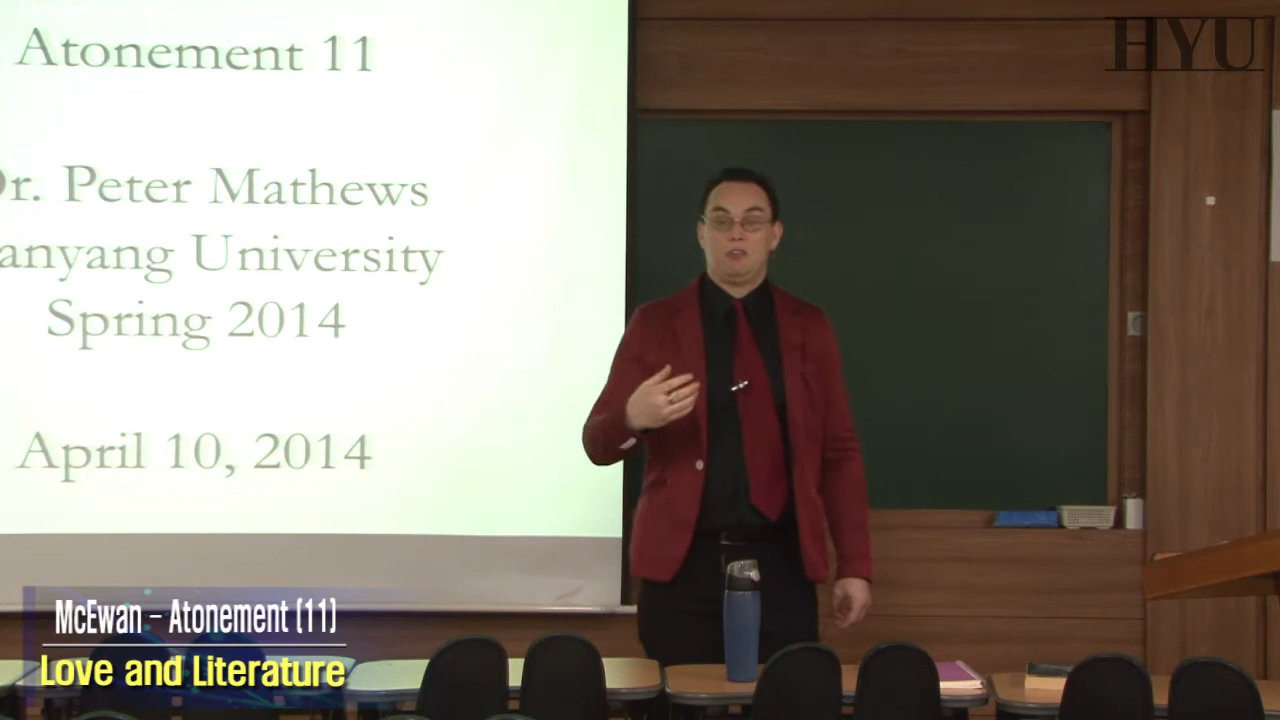 Atonement 11
HYU
Dr. Peter Mathews
anyang University
Spring 2014
April 10, 2014
McEwan - Atonement (11)
Love and Literature